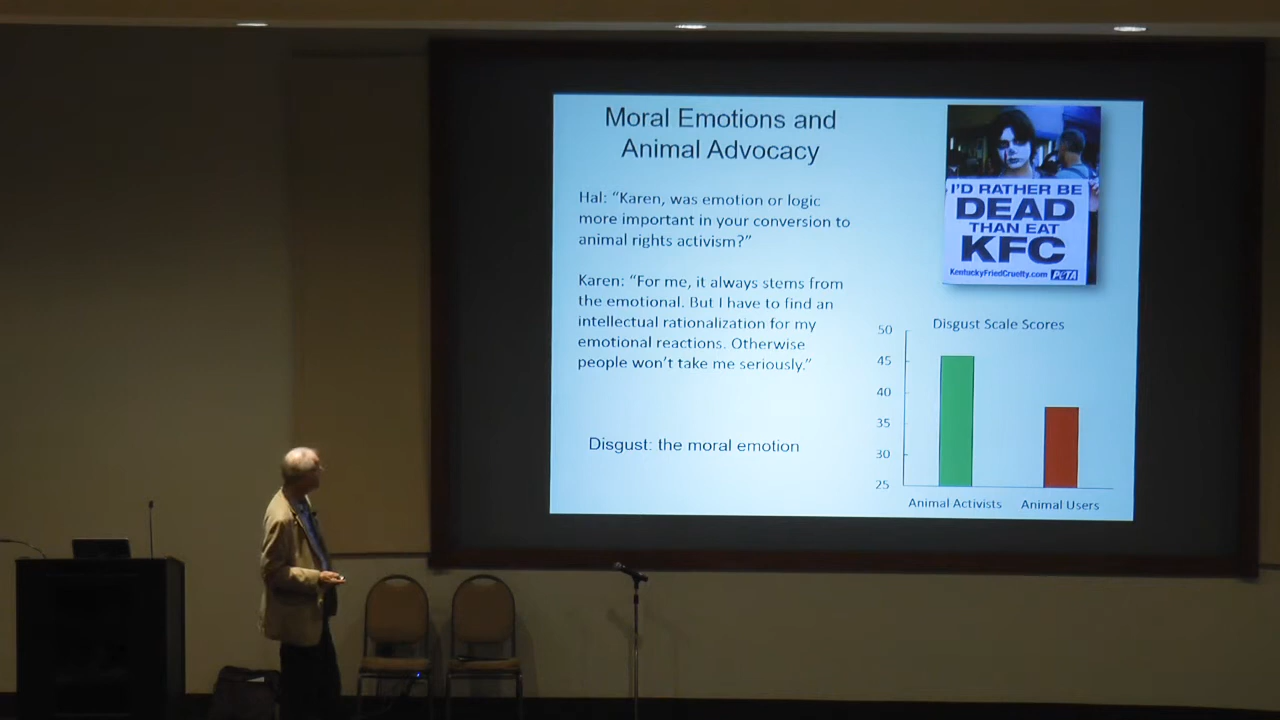 Moral Emotions and
Animal Advocacy
Hal: “Karen, was emotion or logic
more important in your conversion to
animal rights activism?”
Karen: “For me, it always stems from
the emotional. But I have to find an
intellectual rationalization for my
emotional reactions. Otherwise
people won’t take me seriously.”
Disgust: the moral emotion
I'D RATHER BE
DEAD
THAN EAT
KFC
KentuckyFriedCruelty.com PETA
Disgust Scale Scores
50
45
40
35
30
25
Animal Activists Animal Users